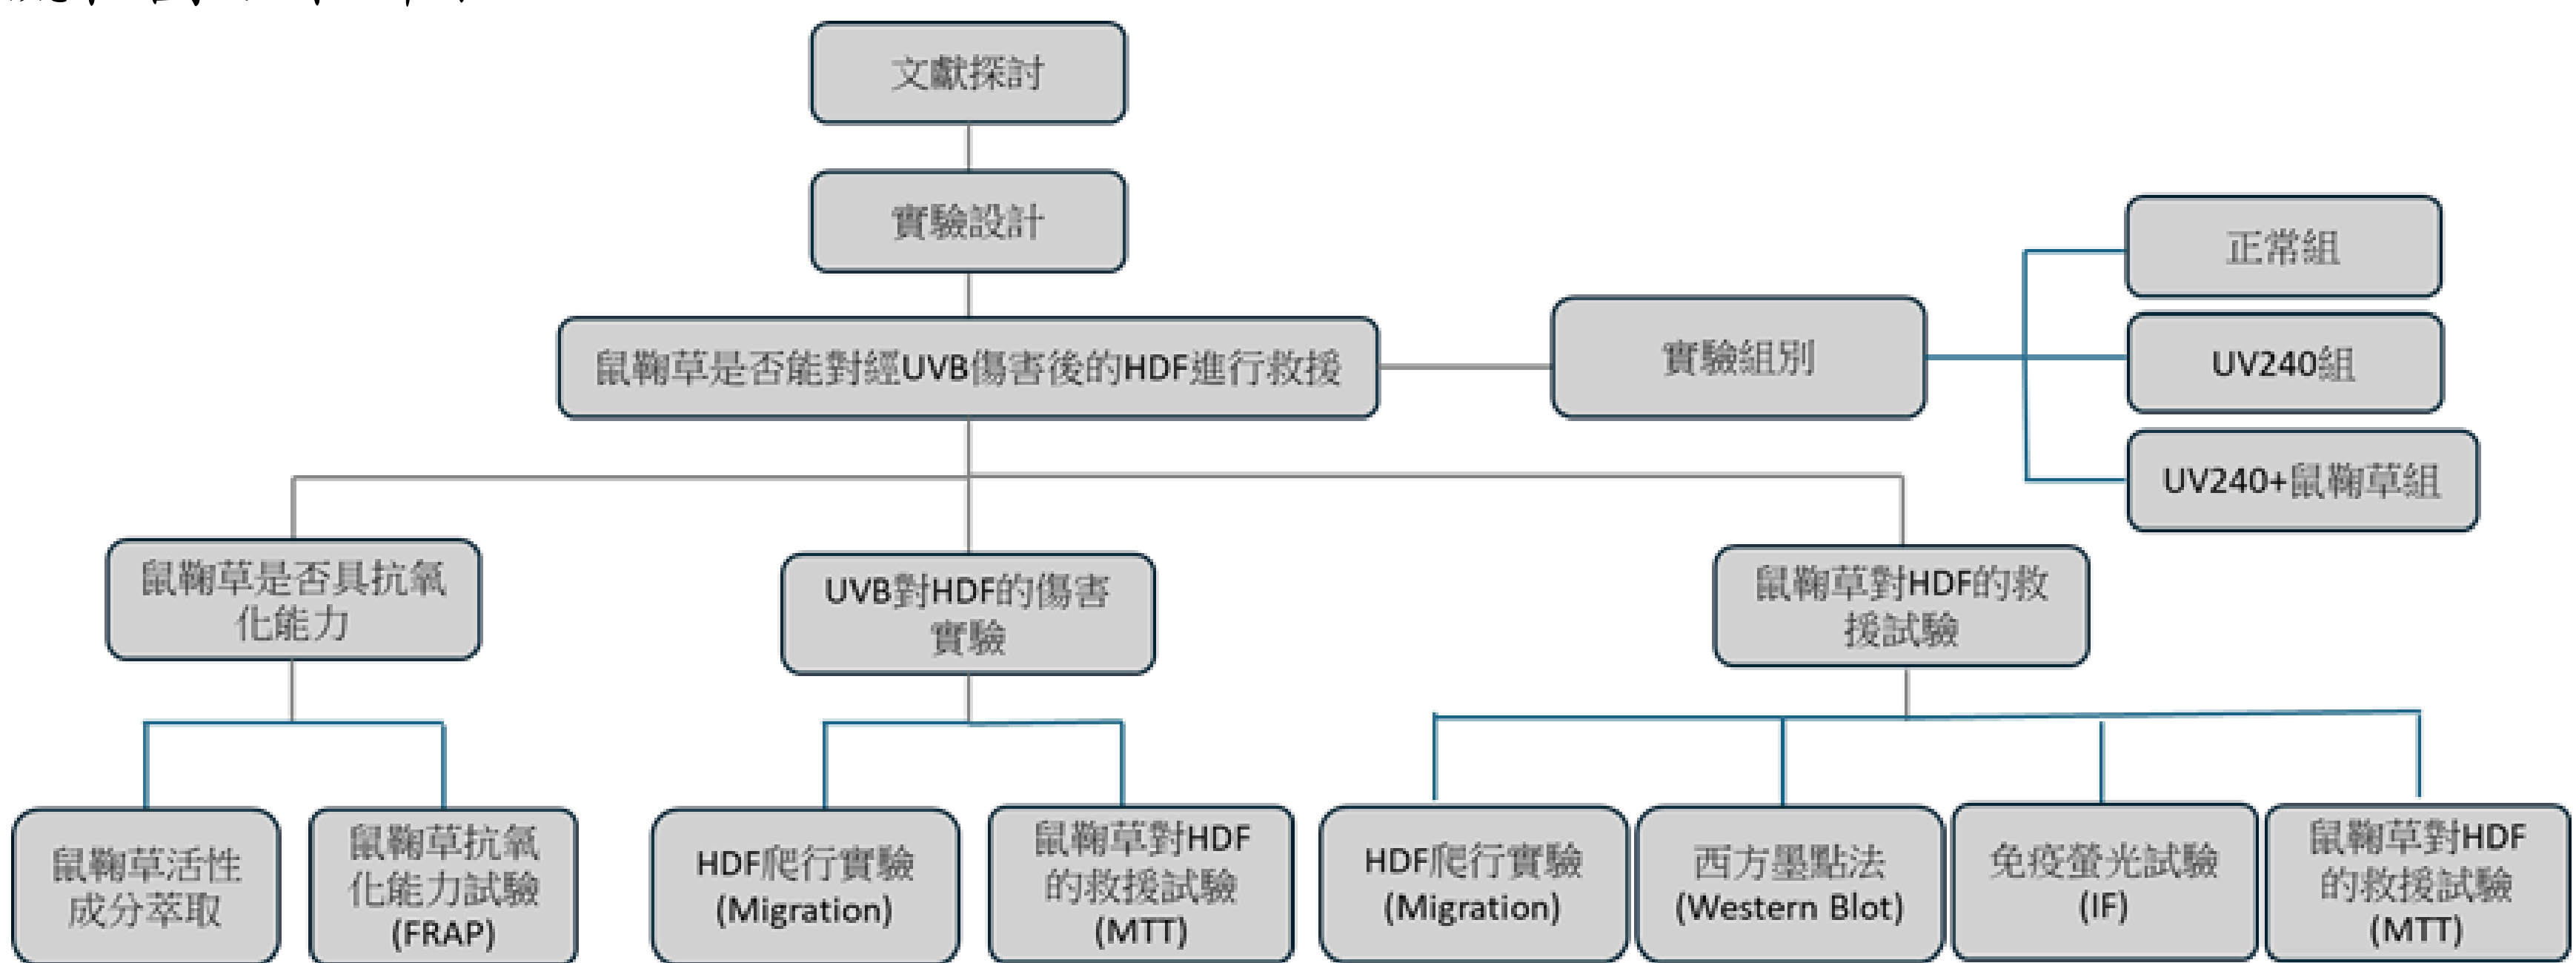 文獻探討
實驗設計
鼠鞠草是否能對經UVB傷害後的HDF進行救援
實驗組別
正常組
UV240組
UV240+鼠鞠草組
鼠鞠草是否具抗氧
化能力
UVB對HDF的傷害
實驗
鼠鞠草對HDF的救
援試驗
鼠鞠草活性
成分萃取
鼠鞠草抗氧
化能力試驗
(FRAP)
HDF爬行實驗
(Migration)
鼠鞠草對HDF
的救援試驗
(MTT)
HDF爬行實驗
(Migration)
西方墨點法
(Western Blot)
免疫螢光試驗
(IF)
鼠鞠草對HDF
的救援試驗
(MTT)